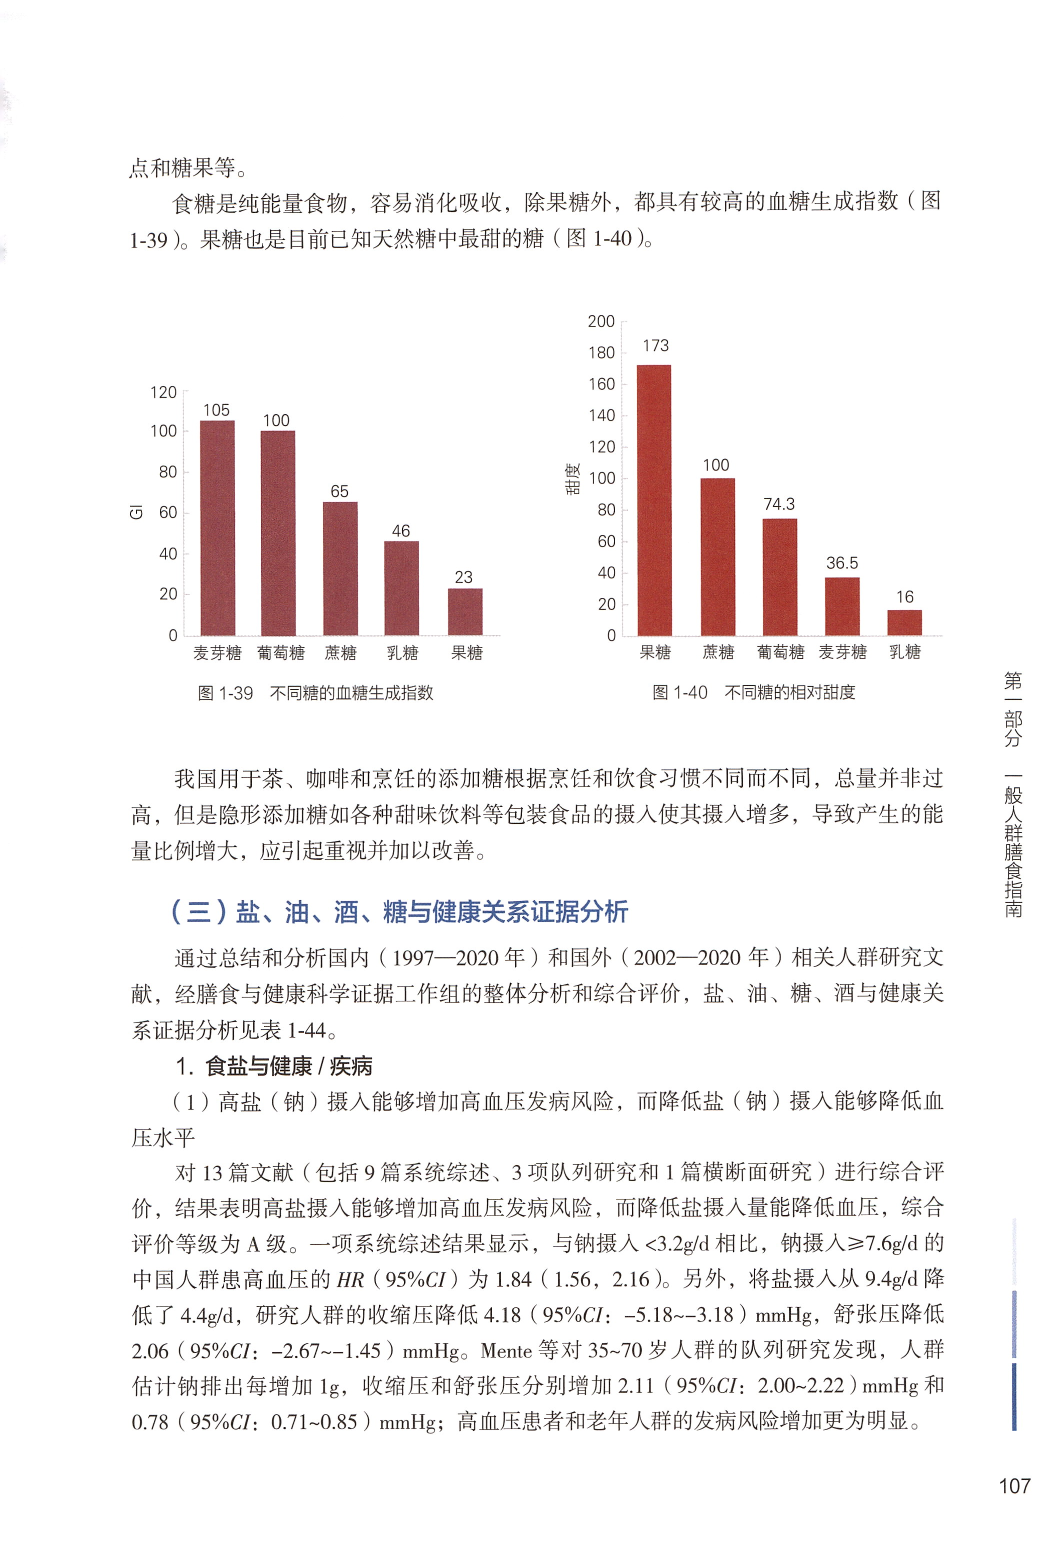 点和糖果等。
食糖是纯能量食物，容易消化吸收，除果糖外，都具有较高的血糖生成指数（图
1-39）。果糖也是目前已知天然糖中最甜的糖（图 1-40）。
120
100
80
60
40
20
0
GI
105
100
65
46
23
麦芽糖 葡萄糖 蔗糖 乳糖 果糖
图 1-39 不同糖的血糖生成指数
200
180
160
140
120
100
80
60
40
20
0
甜度
173
100
74.3
36.5
16
果糖 蔗糖 葡萄糖 麦芽糖 乳糖
图 1-40 不同糖的相对甜度
我国用于茶、咖啡和烹饪的添加糖根据烹饪和饮食习惯不同而不同，总量并非过
高，但是隐形添加糖如各种甜味饮料等包装食品的摄入使其摄入增多，导致产生的能
量比例增大，应引起重视并加以改善。
（三）盐、油、酒、糖与健康关系证据分析
通过总结和分析国内（1997—2020 年）和国外（2002—2020 年）相关人群研究文
献，经膳食与健康科学证据工作组的整体分析和综合评价，盐、油、糖、酒与健康关
系证据分析见表 1-44。
1. 食盐与健康 / 疾病
（1）高盐（钠）摄入能够增加高血压发病风险，而降低盐（钠）摄入能够降低血
压水平
对 13 篇文献（包括 9 篇系统综述、3 项队列研究和 1 篇横断面研究）进行综合评
价，结果表明高盐摄入能够增加高血压发病风险，而降低盐摄入量能降低血压，综合
评价等级为 A 级。一项系统综述结果显示，与钠摄入 <3.2g/d 相比，钠摄入≥7.6g/d 的
中国人群患高血压的 HR（95%CI）为 1.84（1.56，2.16）。另外，将盐摄入从 9.4g/d 降
低了 4.4g/d，研究人群的收缩压降低 4.18（95%CI：-5.18~-3.18）mmHg，舒张压降低
2.06（95%CI：-2.67~-1.45）mmHg。Mente 等对 35~70 岁人群的队列研究发现，人群
估计钠排出每增加 1g，收缩压和舒张压分别增加 2.11（95%CI：2.00~2.22）mmHg 和
0.78（95%CI：0.71~0.85）mmHg；高血压患者和老年人群的发病风险增加更为明显。
第一部分 一般人群膳食指南
107